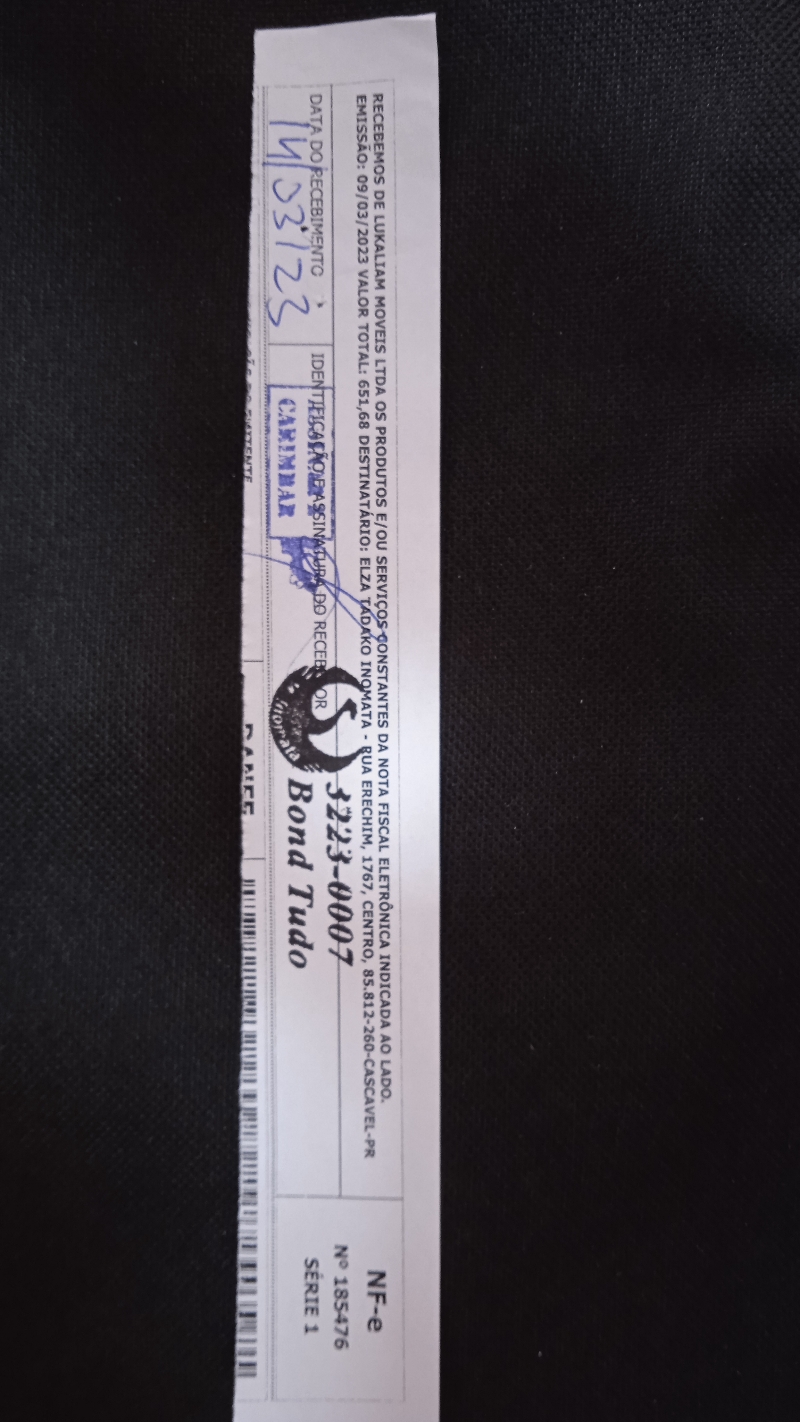 RECEBEMOS DE LUKALIAM MOVEIS LTDA OS PRODUTOS E/OU SERVIÇOS CONSTANTES DA NOTA FISCAL ELETRÔNICA INDICADA AO LADO.
EMISSÃO: 09/03/2023 VALOR TOTAL: 651,68 DESTINATÁRIO: ELZA TADAKO INOMATA - RUA ERECHIM, 1767, CENTRO, 85.812-260-CASCAVEL-PR
NF-e
Nº 185476
SÉRIE 1
DATA DO RECEBIMENTO
14/03/23
IDENTIFICAÇÃO E ASSINATURA DO RECEBEDOR
CARIMBAR
Inomata
3223-0007
Bond Tudo
DANFE